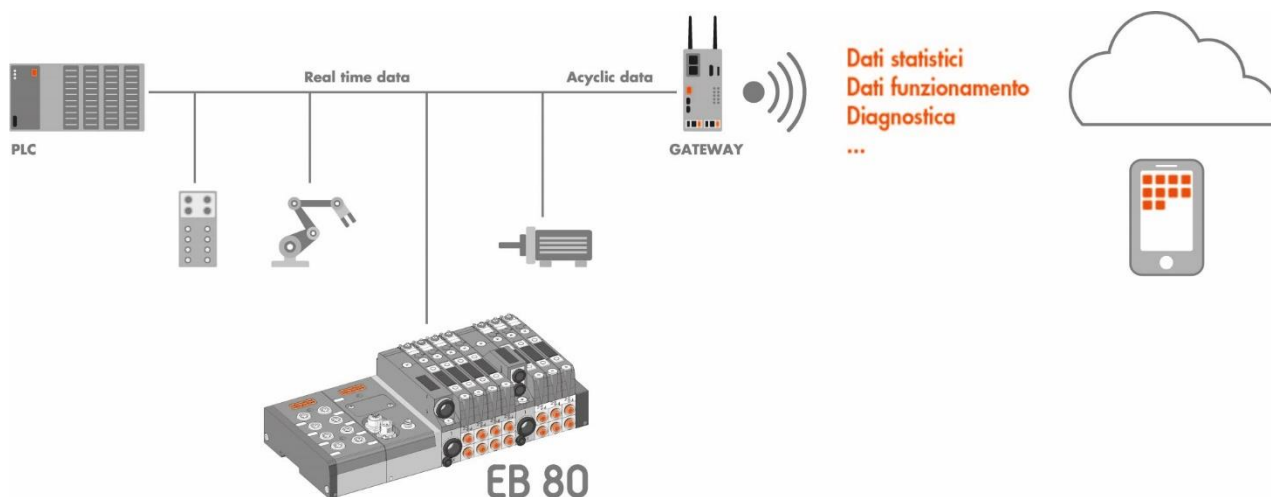 Real time data
Acyclic data
Dati statistici
Dati funzionamento
Diagnostica
...
PLC
GATEWAY
EB 80